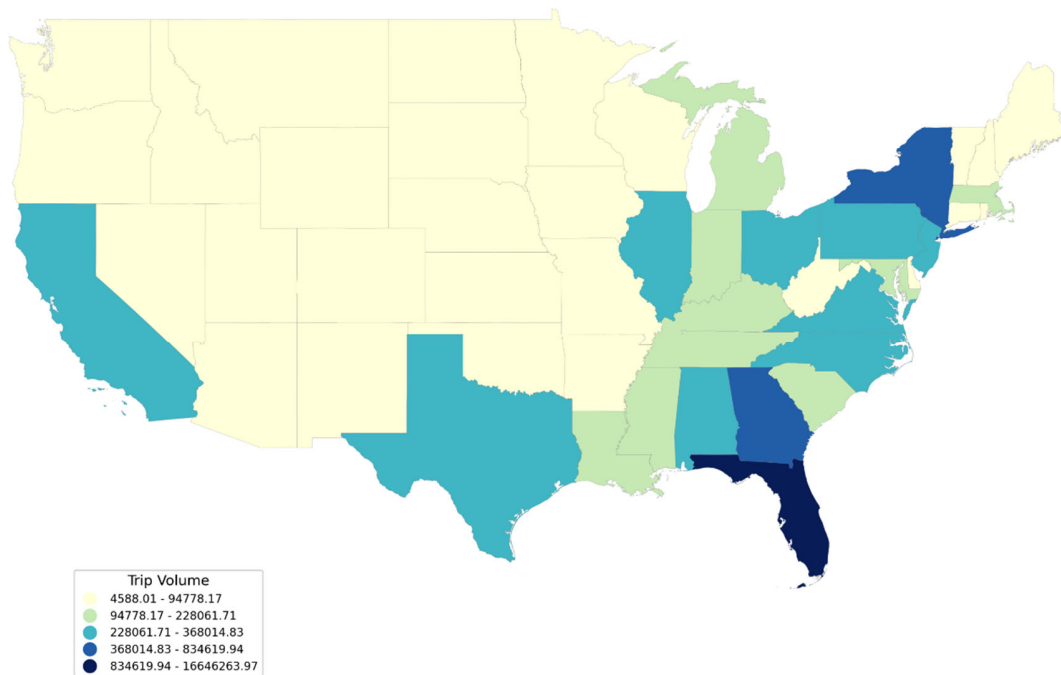 Trip Volume
4588.01 - 94778.17
94778.17 - 228061.71
228061.71 - 368014.83
368014.83 - 834619.94
834619.94 - 16646263.97